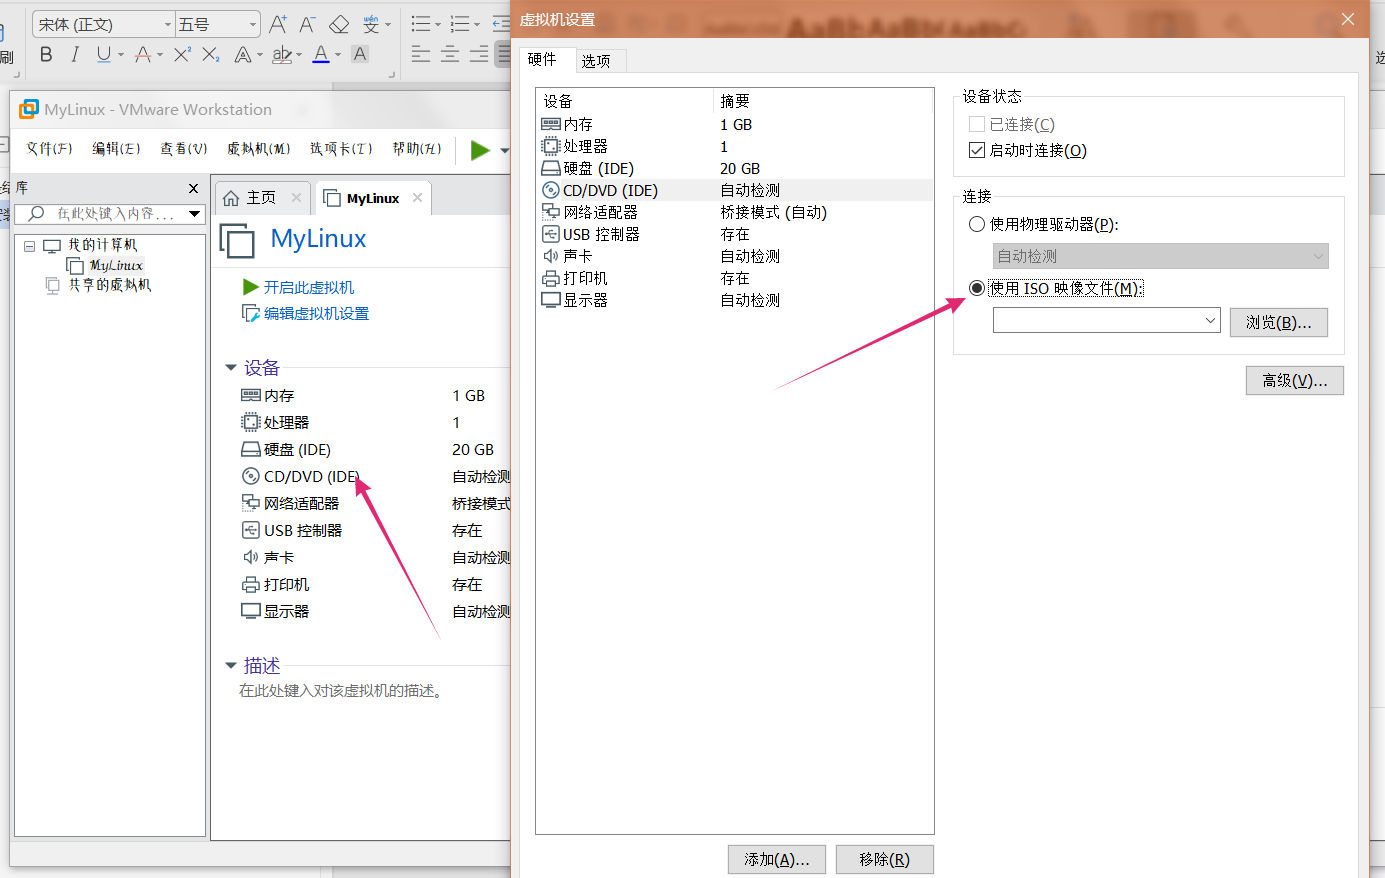 宋体 (正文) 五号
B I U A X² X₂ A ab A A
刷
MyLinux - VMware Workstation
文件(F) 编辑(E) 查看(V) 虚拟机(M) 选项卡(T) 帮助(H)
库
在此处键入内容...
我的计算机
MyLinux
共享的虚拟机
主页 MyLinux
MyLinux
开启此虚拟机
编辑虚拟机设置
设备
内存 1 GB
处理器 1
硬盘 (IDE) 20 GB
CD/DVD (IDE) 自动检测
网络适配器 桥接模式
USB 控制器 存在
声卡 自动检测
打印机 存在
显示器 自动检测
描述
在此处键入对该虚拟机的描述。
虚拟机设置
硬件 选项
设备 摘要
内存 1 GB
处理器 1
硬盘 (IDE) 20 GB
CD/DVD (IDE) 自动检测
网络适配器 桥接模式 (自动)
USB 控制器 存在
声卡 自动检测
打印机 存在
显示器 自动检测
添加(A)... 移除(R)
设备状态
已连接(C)
启动时连接(O)
连接
使用物理驱动器(P):
自动检测
使用 ISO 映像文件(M):
浏览(B)...
高级(V)...